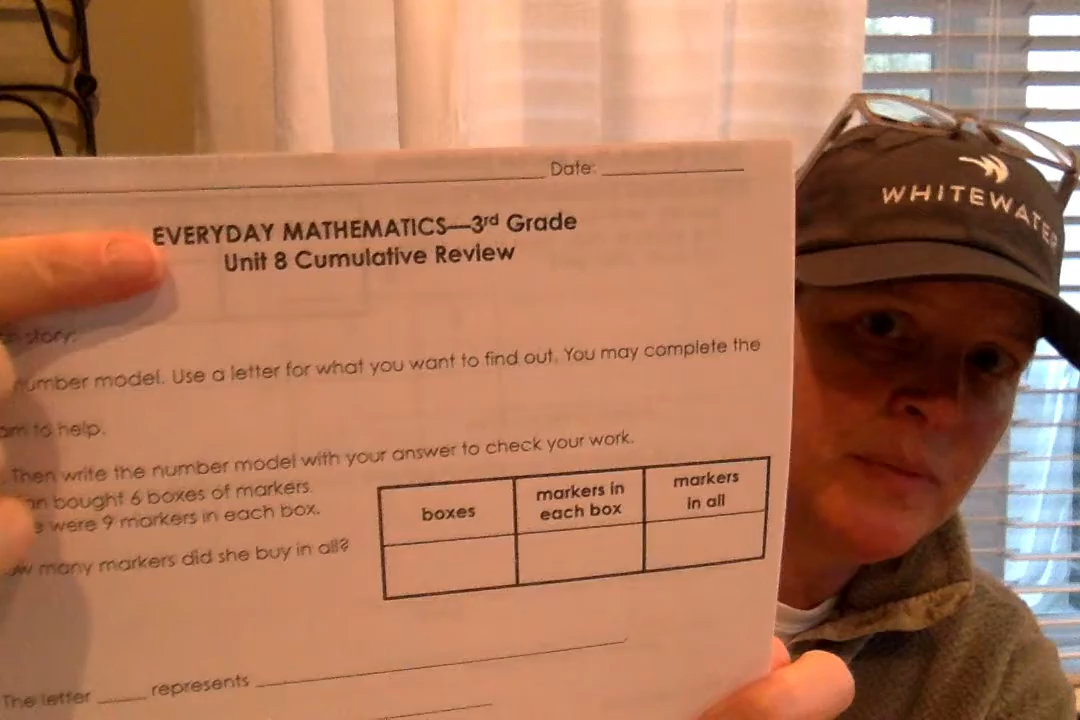 Date:
EVERYDAY MATHEMATICS—3rd Grade
Unit 8 Cumulative Review
story:
number model. Use a letter for what you want to find out. You may complete the
to help.
Then write the number model with your answer to check your work.
bought 6 boxes of markers.
were 9 markers in each box.
many markers did she buy in all?
boxes
markers in
each box
markers
in all
The letter _____ represents
WHITEWATER